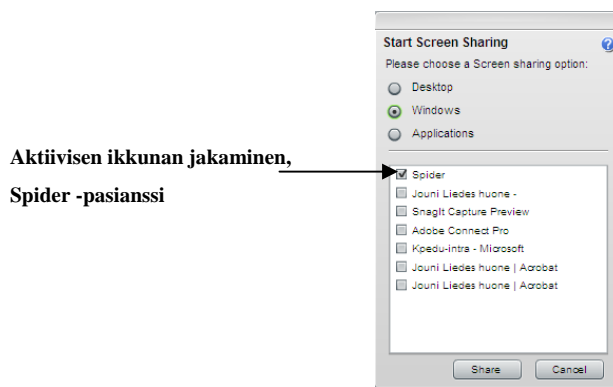 Start Screen Sharing
Please choose a Screen sharing option:
Desktop
Windows
Applications
Aktiivisen ikkunan jakaminen,
Spider -pasianssi
Spider
Jouni Liedes huone -
SnagIt Capture Preview
Adobe Connect Pro
Kpedu-intra - Microsoft
Jouni Liedes huone | Acrobat
Jouni Liedes huone | Acrobat
Share
Cancel